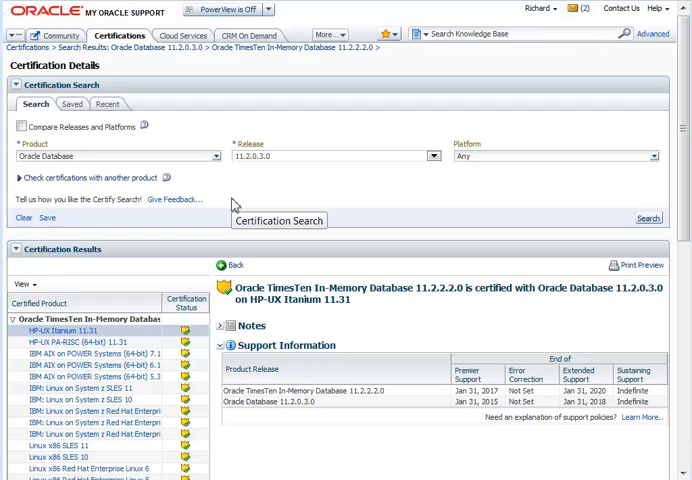 ORACLE MY ORACLE SUPPORT
PowerView is Off
Richard
(2)
Contact Us
Help
Community
Certifications
Cloud Services
CRM On Demand
More...
Search Knowledge Base
Advanced
Certifications > Search Results: Oracle Database 11.2.0.3.0 > Oracle TimesTen In-Memory Database 11.2.2.2.0 >
Certification Details
Certification Search
Search
Saved
Recent
Compare Releases and Platforms
* Product
* Release
Platform
Oracle Database
11.2.0.3.0
Any
Check certifications with another product
Tell us how you like the Certify Search! Give Feedback...
Clear Save
Certification Search
Search
Certification Results
View
Back
Print Preview
Certified Product
Certification
Status
Oracle TimesTen In-Memory Databas
HP-UX Itanium 11.31
HP-UX PA-RISC (64-bit) 11.31
IBM AIX on POWER Systems (64-bit) 7.1
IBM AIX on POWER Systems (64-bit) 6.1
IBM AIX on POWER Systems (64-bit) 5.3
IBM: Linux on System z SLES 11
IBM: Linux on System z SLES 10
IBM: Linux on System z Red Hat Enterpri
IBM: Linux on System z Red Hat Enterpri
Linux x86 SLES 11
Linux x86 SLES 10
Linux x86 Red Hat Enterprise Linux 6
Linux x86 Red Hat Enterprise Linux 5
Oracle TimesTen In-Memory Database 11.2.2.2.0 is certified with Oracle Database 11.2.0.3.0
on HP-UX Itanium 11.31
Notes
Support Information
Product Release
End of
Premier
Support
Error
Correction
Extended
Support
Sustaining
Support
Oracle TimesTen In-Memory Database 11.2.2.2.0 Jan 31, 2017 Not Set Jan 31, 2020 Indefinite
Oracle Database 11.2.0.3.0 Jan 31, 2015 Not Set Jan 31, 2018 Indefinite
Need an explanation of support policies? Learn More..